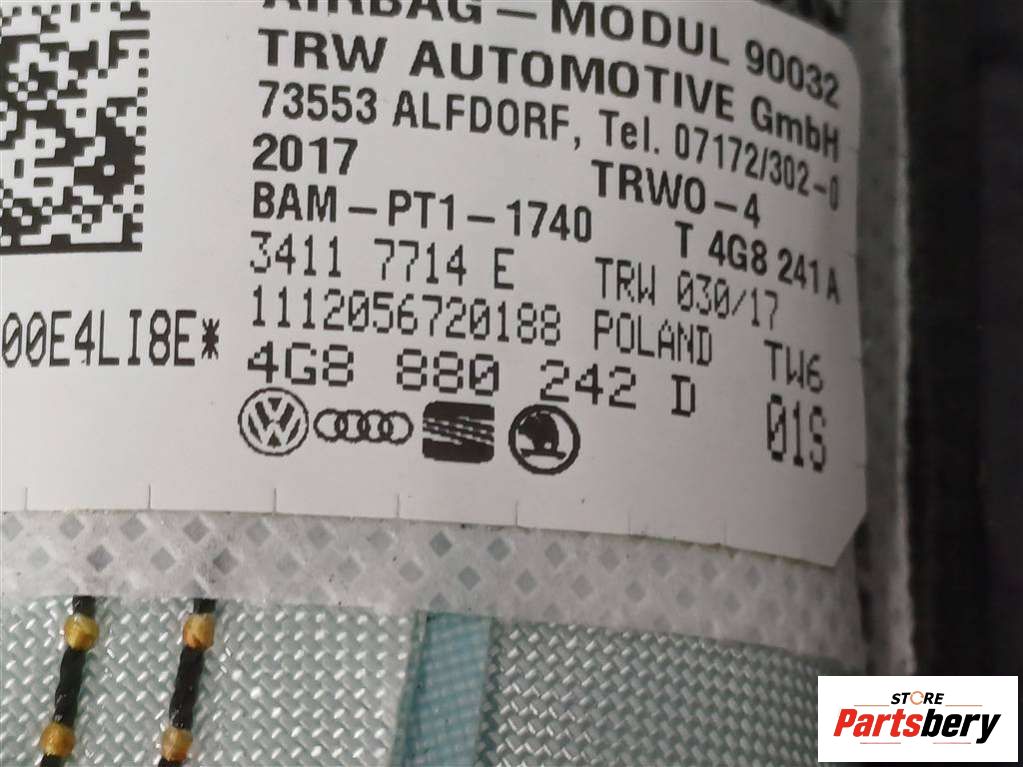 AIRBAG-MODUL 90032
TRW AUTOMOTIVE GmbH
73553 ALFDORF, Tel. 07172/302-0
2017 TRWO-4
BAM-PT1-1740 T 4G8 241 A
3411 7714 E TRW 030/17
1112056720188 POLAND TW6
00E4LI8E*
4G8 880 242 D 01S
STORE
Partsbery